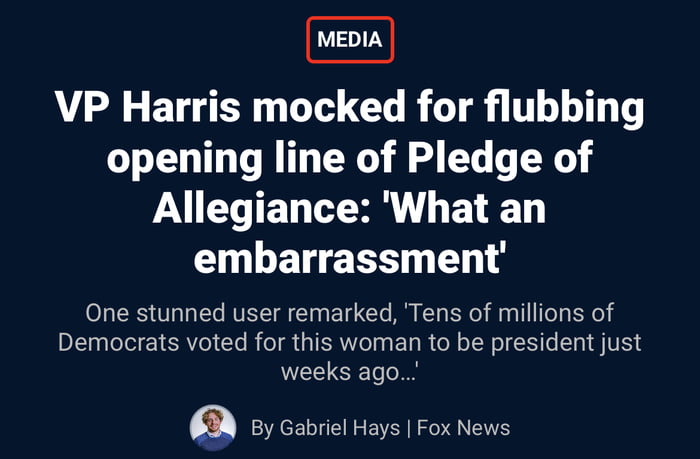 MEDIA
VP Harris mocked for flubbing
opening line of Pledge of
Allegiance: 'What an
embarrassment'
One stunned user remarked, 'Tens of millions of
Democrats voted for this woman to be president just
weeks ago...'
By Gabriel Hays | Fox News